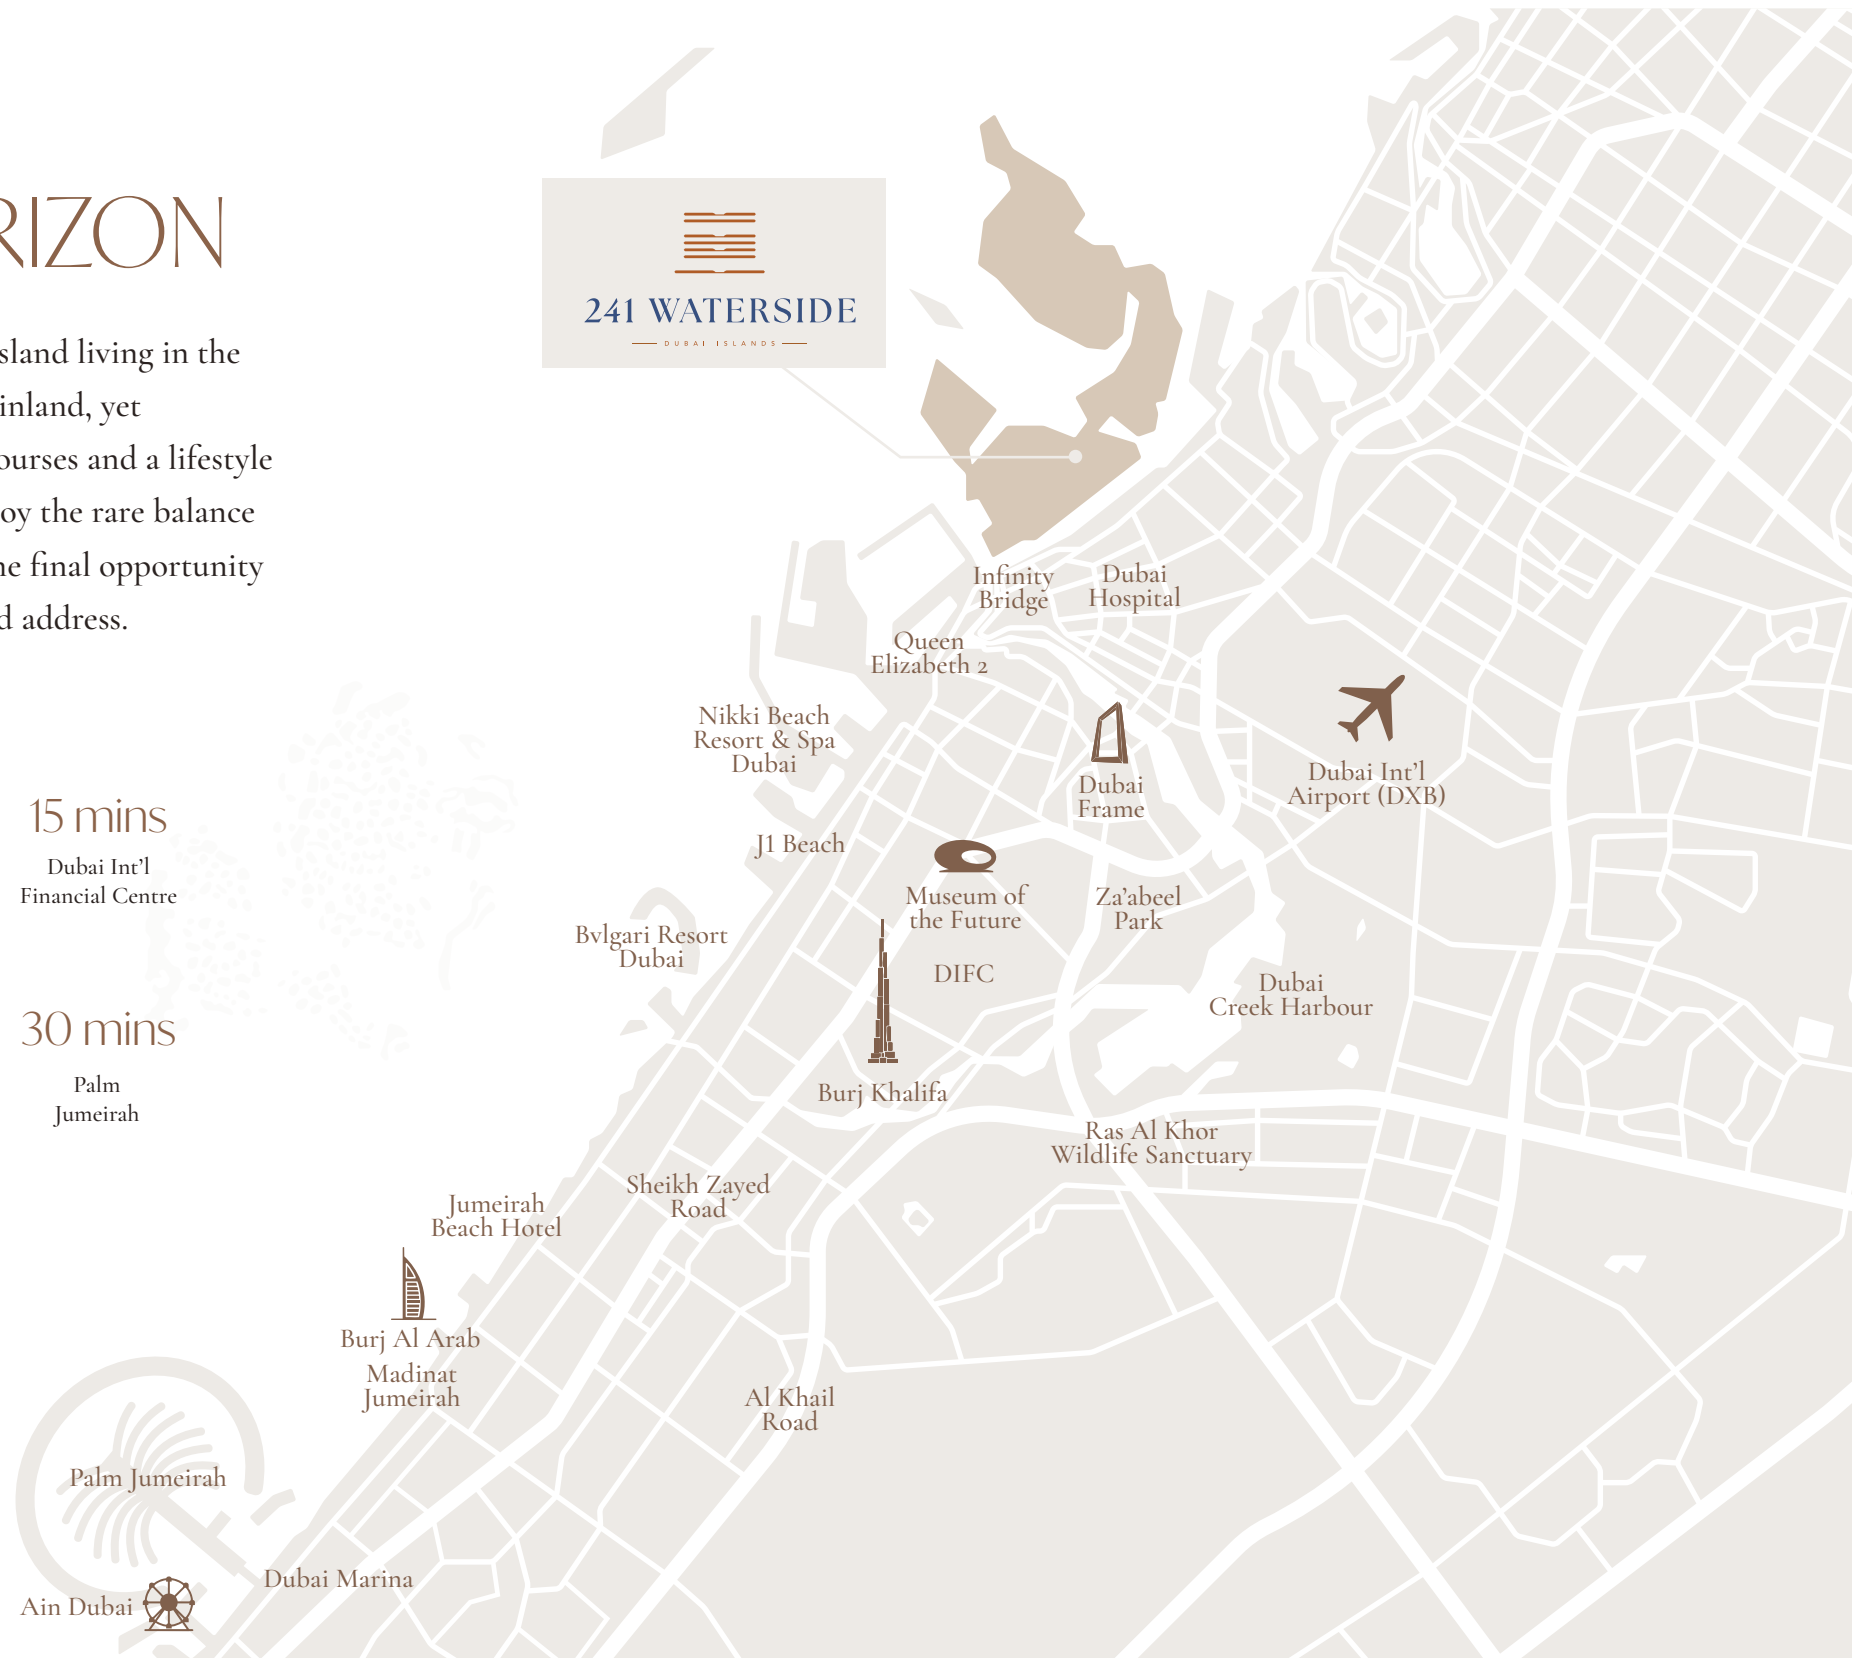 RIZON
sland living in the
inland, yet
ourses and a lifestyle
oy the rare balance
ne final opportunity
d address.
15 mins
Dubai Int'l
Financial Centre
30 mins
Palm
Jumeirah
241 WATERSIDE
DUBAI ISLANDS
Infinity
Bridge
Dubai
Hospital
Queen
Elizabeth 2
Nikki Beach
Resort & Spa
Dubai
Dubai
Frame
Dubai Int'l
Airport (DXB)
J1 Beach
Museum of
the Future
Za'abeel
Park
Bvlgari Resort
Dubai
DIFC
Dubai
Creek Harbour
Burj Khalifa
Ras Al Khor
Wildlife Sanctuary
Sheikh Zayed
Road
Jumeirah
Beach Hotel
Burj Al Arab
Madinat
Jumeirah
Al Khail
Road
Palm Jumeirah
Dubai Marina
Ain Dubai